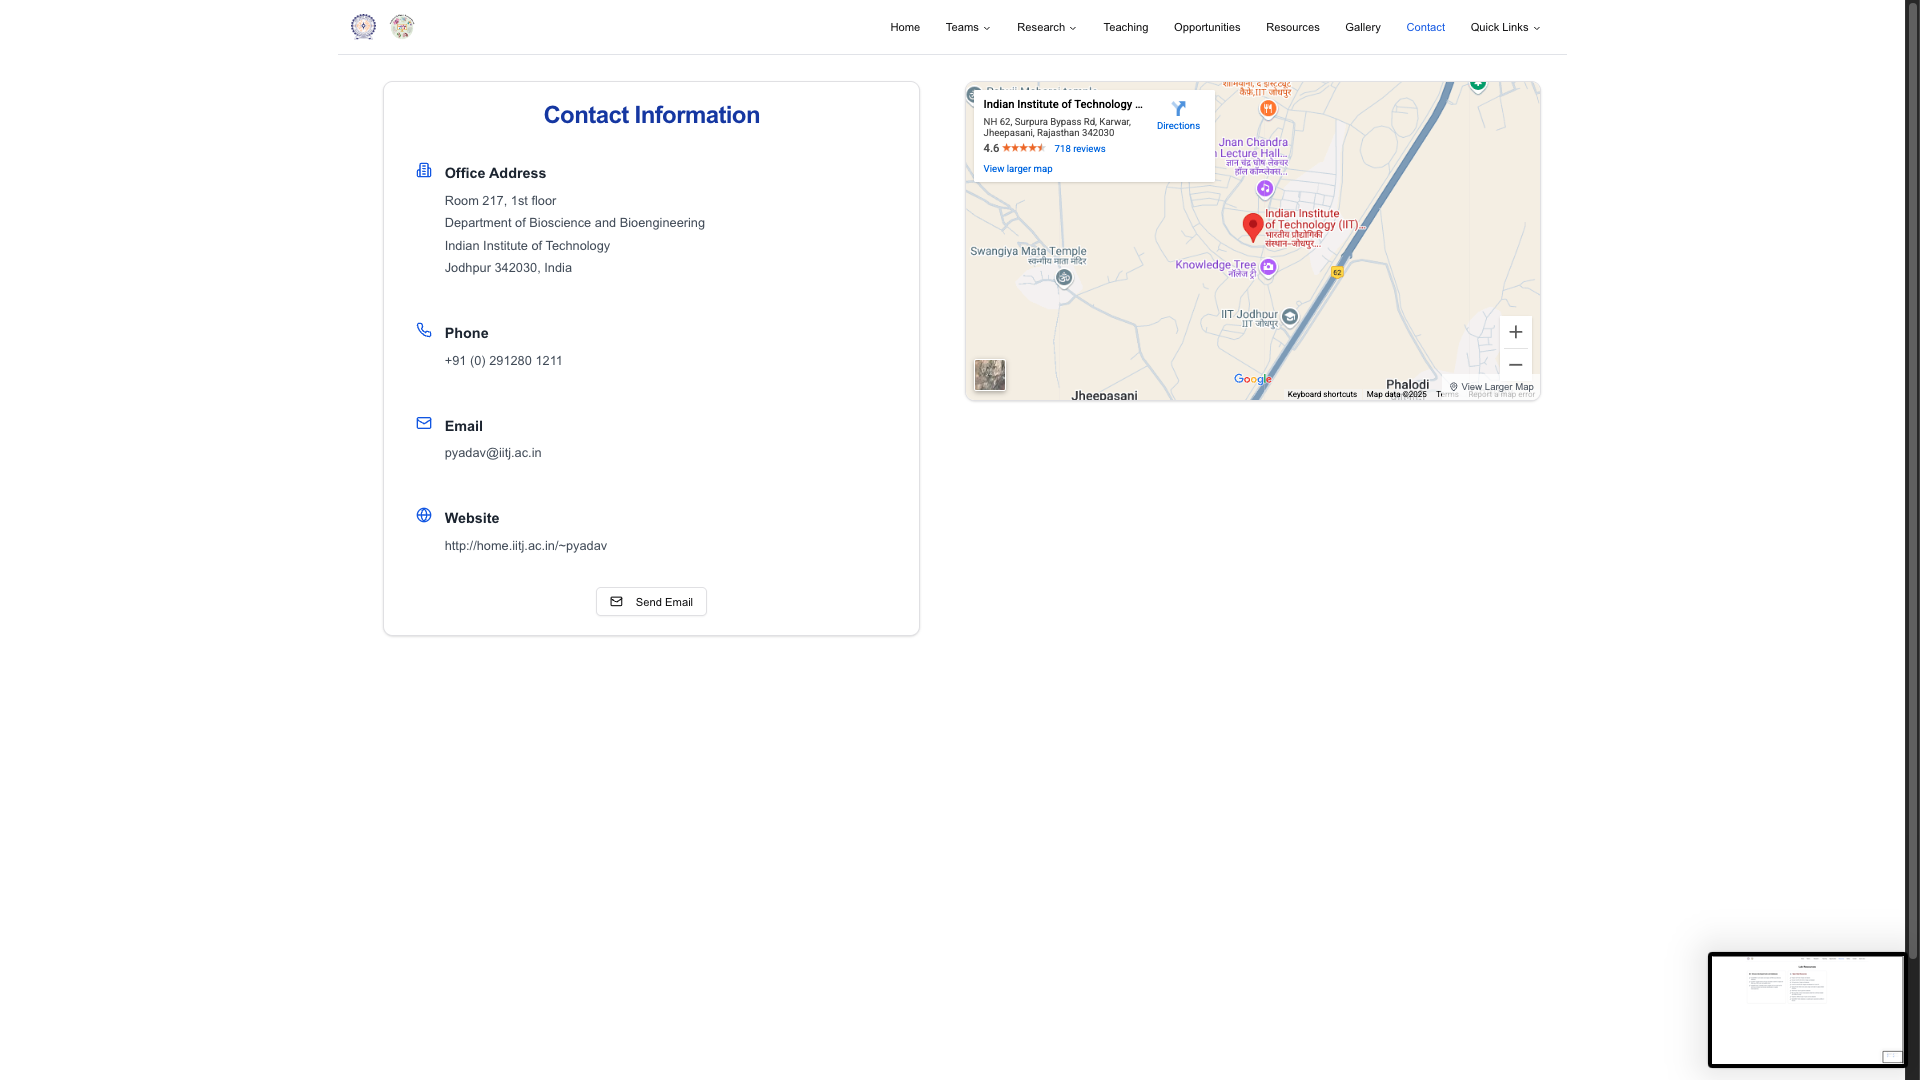 Home Teams Research Teaching Opportunities Resources Gallery Contact Quick Links
Contact Information
Office Address
Room 217, 1st floor
Department of Bioscience and Bioengineering
Indian Institute of Technology
Jodhpur 342030, India
Phone
+91 (0) 291280 1211
Email
pyadav@iitj.ac.in
Website
http://home.iitj.ac.in/~pyadav
Send Email
Indian Institute of Technology ...
NH 62, Surpura Bypass Rd, Karwar,
Jheepasani, Rajasthan 342030
4.6 718 reviews
View larger map
Directions
कैफ़े,IIT जोधपुर
Jnan Chandra
Lecture Hall...
ज्ञान चंद्र घोष लेक्चर
हॉल कॉम्प्लेक्स...
Indian Institute
of Technology (IIT)...
भारतीय प्रौद्योगिकी
संस्थान-जोधपुर...
Swangiya Mata Temple
स्वन्गीय माता मंदिर
Knowledge Tree
नॉलेज ट्री
62
IIT Jodhpur
IIT जोधपुर
Google
Jheepasani
Phalodi
View Larger Map
Keyboard shortcuts Map data ©2025 Terms Report a map error